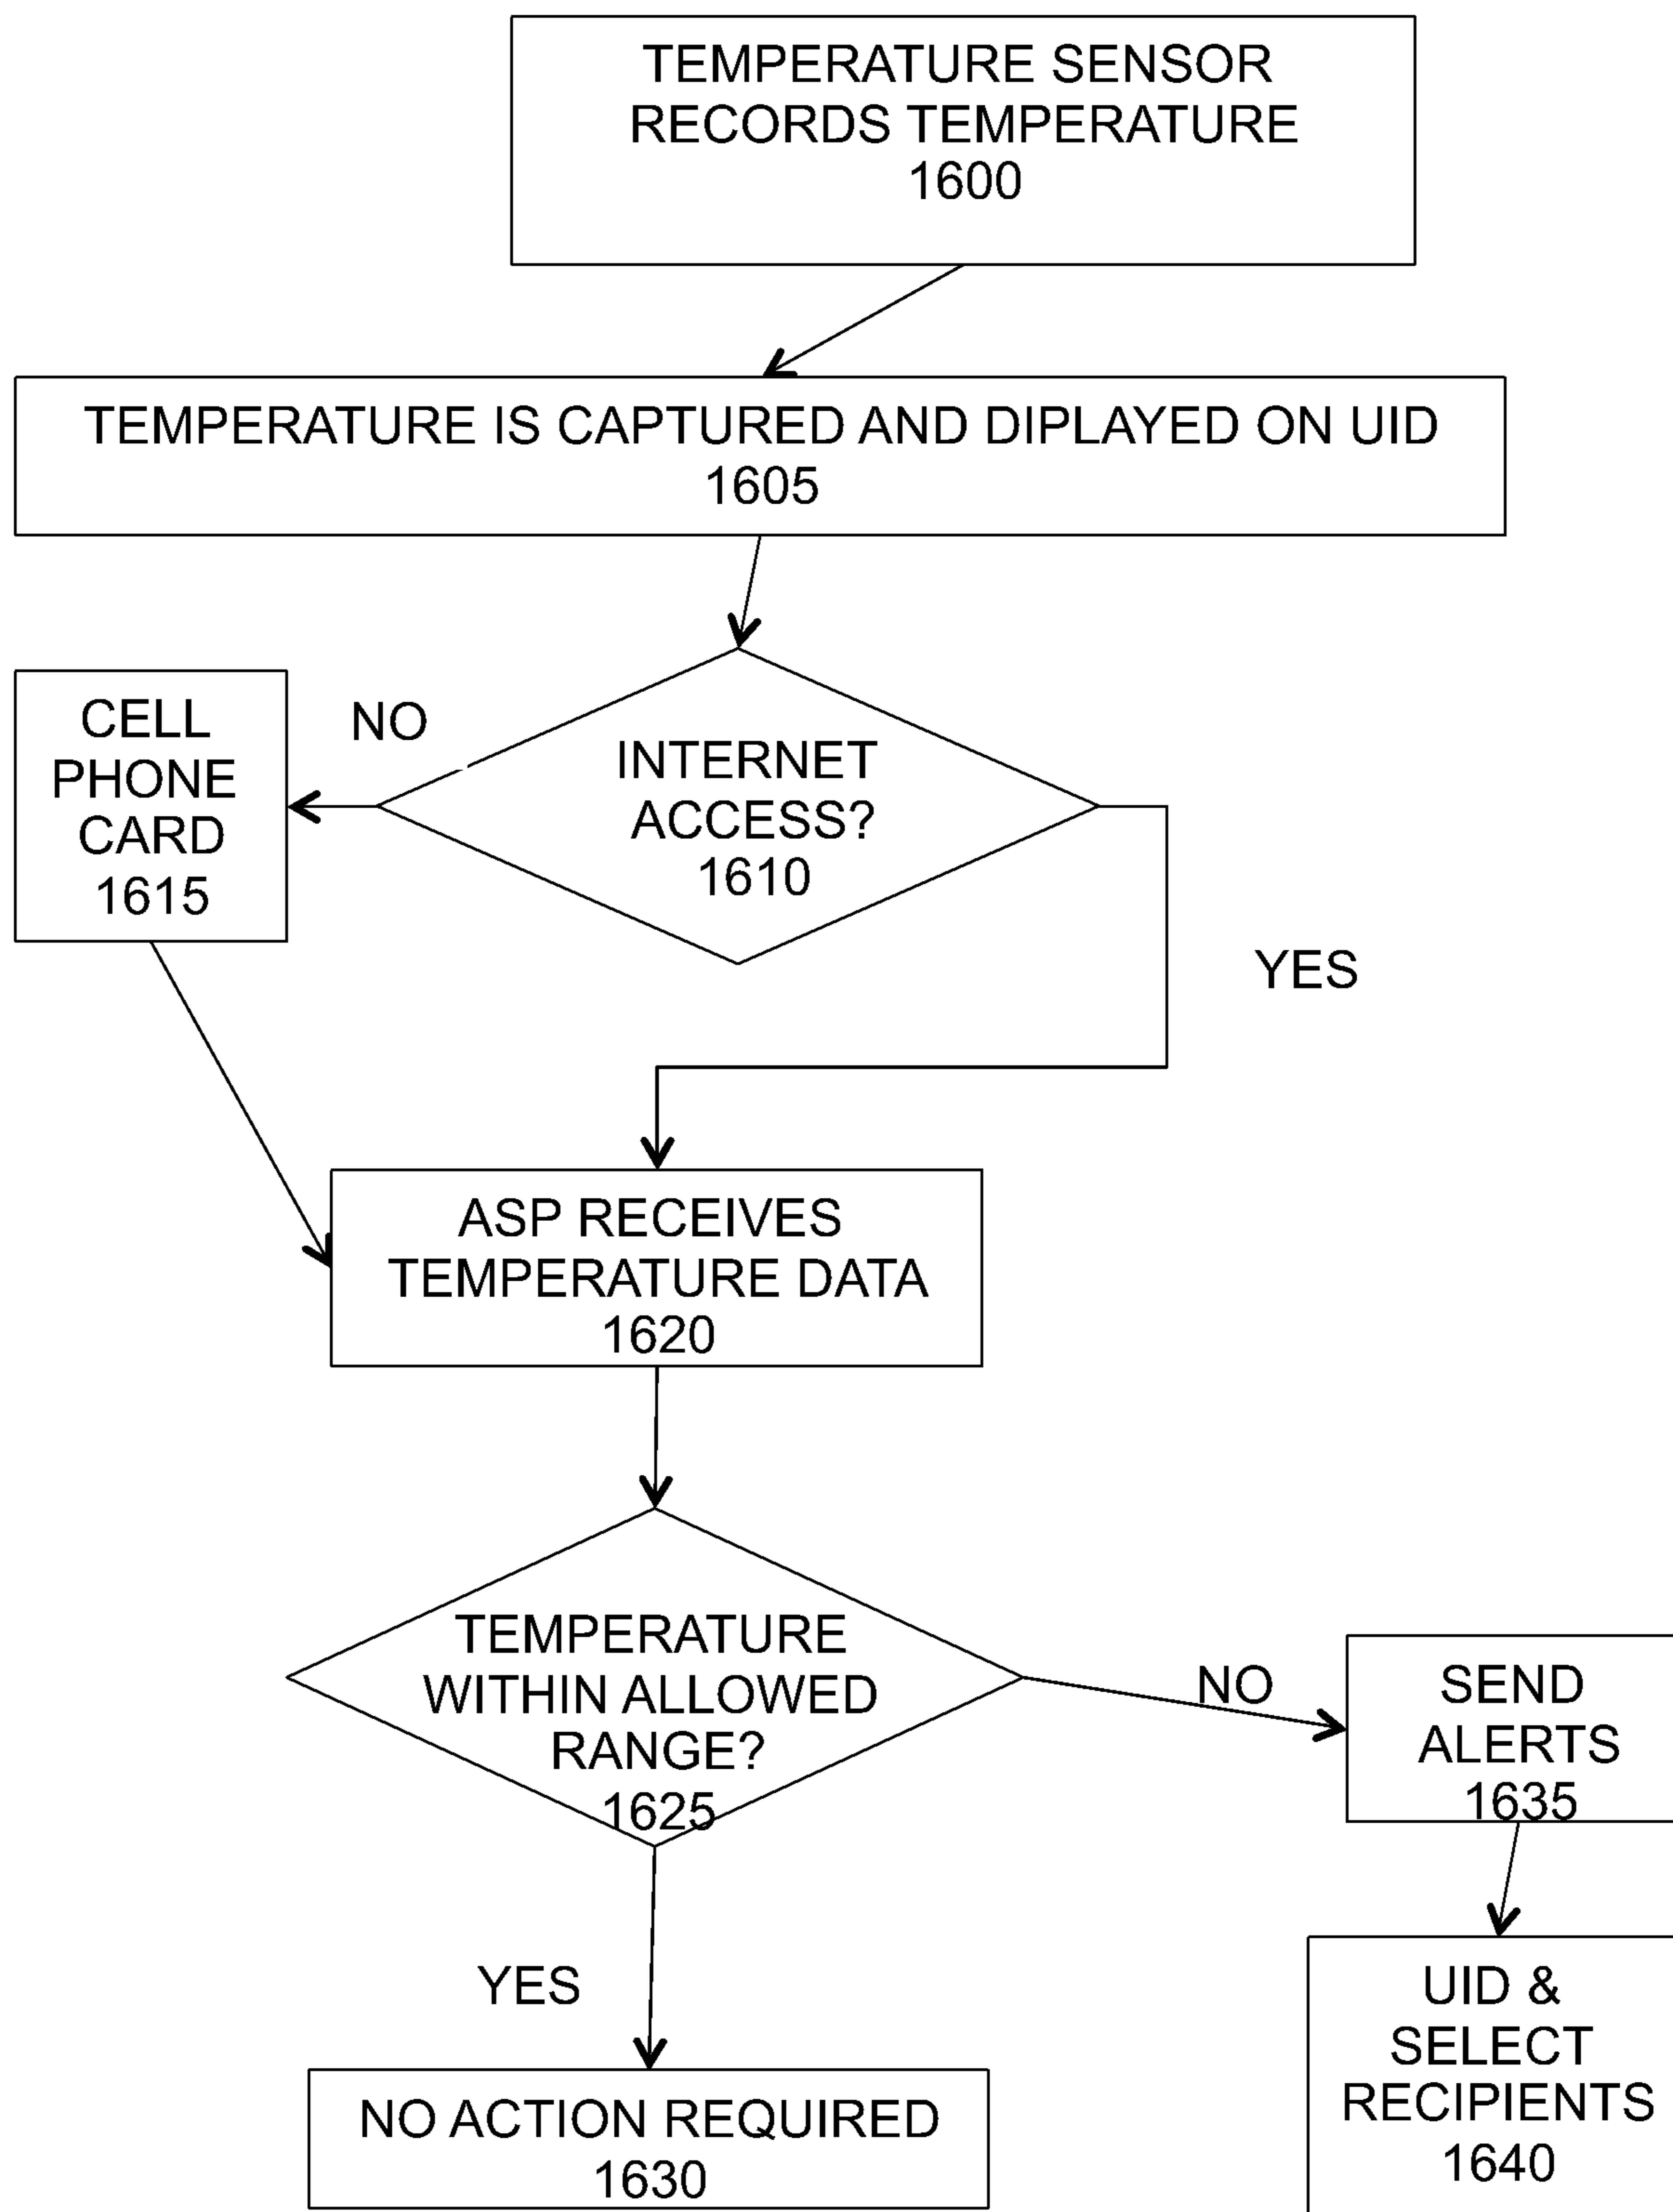 TEMPERATURE SENSOR
RECORDS TEMPERATURE
1600
TEMPERATURE IS CAPTURED AND DIPLAYED ON UID
1605
CELL
PHONE
CARD
1615
NO
INTERNET
ACCESS?
1610
YES
ASP RECEIVES
TEMPERATURE DATA
1620
TEMPERATURE
WITHIN ALLOWED
RANGE?
1625
NO
SEND
ALERTS
1635
YES
NO ACTION REQUIRED
1630
UID &
SELECT
RECIPIENTS
1640